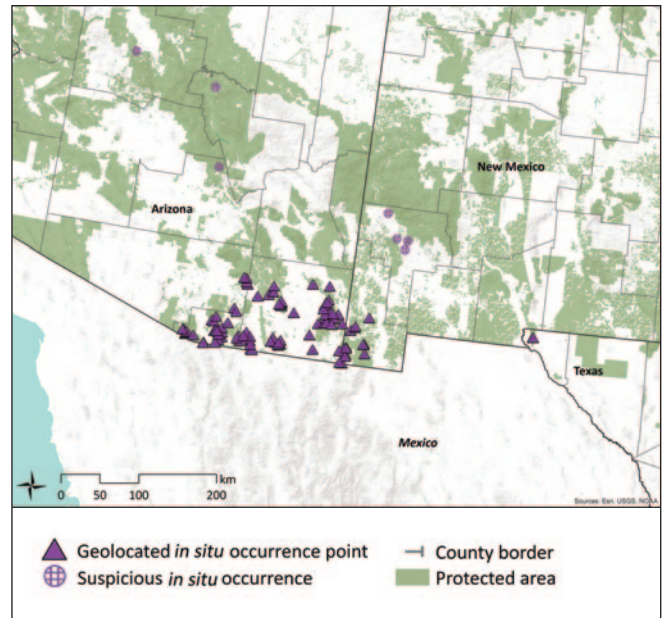 New Mexico
Arizona
Texas
Mexico
km
0 50 100 200
Sources: Esri, USGS, NOAA
Geolocated in situ occurrence point
County border
Suspicious in situ occurrence
Protected area